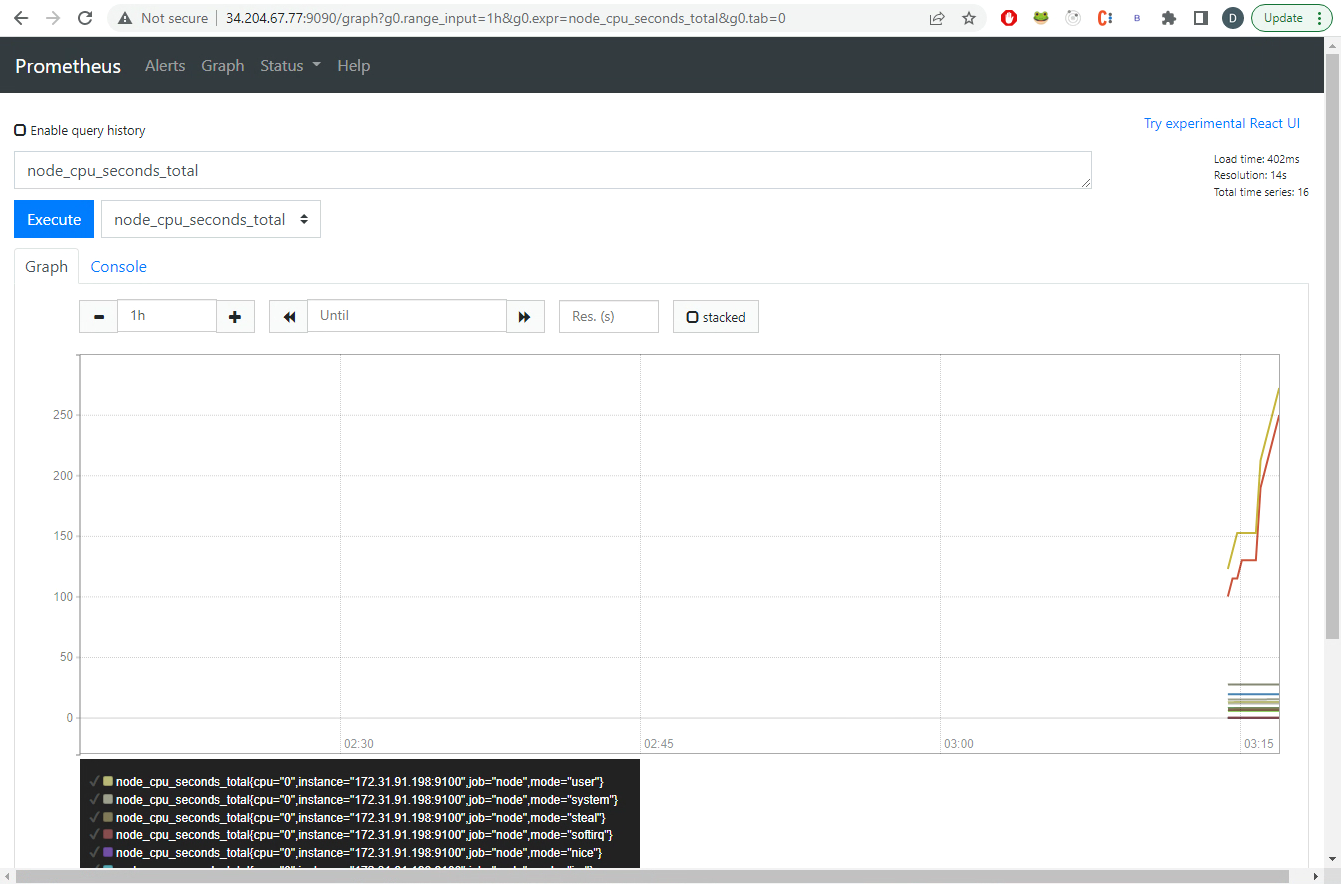 Not secure 34.204.67.77:9090/graph?g0.range_input=1h&g0.expr=node_cpu_seconds_total&g0.tab=0 B D Update
Prometheus Alerts Graph Status Help
Enable query history
Try experimental React UI
node_cpu_seconds_total
Load time: 402ms
Resolution: 14s
Total time series: 16
Execute node_cpu_seconds_total
Graph Console
1h Until Res. (s) stacked
250
200
150
100
50
0
02:30 02:45 03:00 03:15
node_cpu_seconds_total{cpu="0",instance="172.31.91.198:9100",job="node",mode="user"}
node_cpu_seconds_total{cpu="0",instance="172.31.91.198:9100",job="node",mode="system"}
node_cpu_seconds_total{cpu="0",instance="172.31.91.198:9100",job="node",mode="steal"}
node_cpu_seconds_total{cpu="0",instance="172.31.91.198:9100",job="node",mode="softirq"}
node_cpu_seconds_total{cpu="0",instance="172.31.91.198:9100",job="node",mode="nice"}